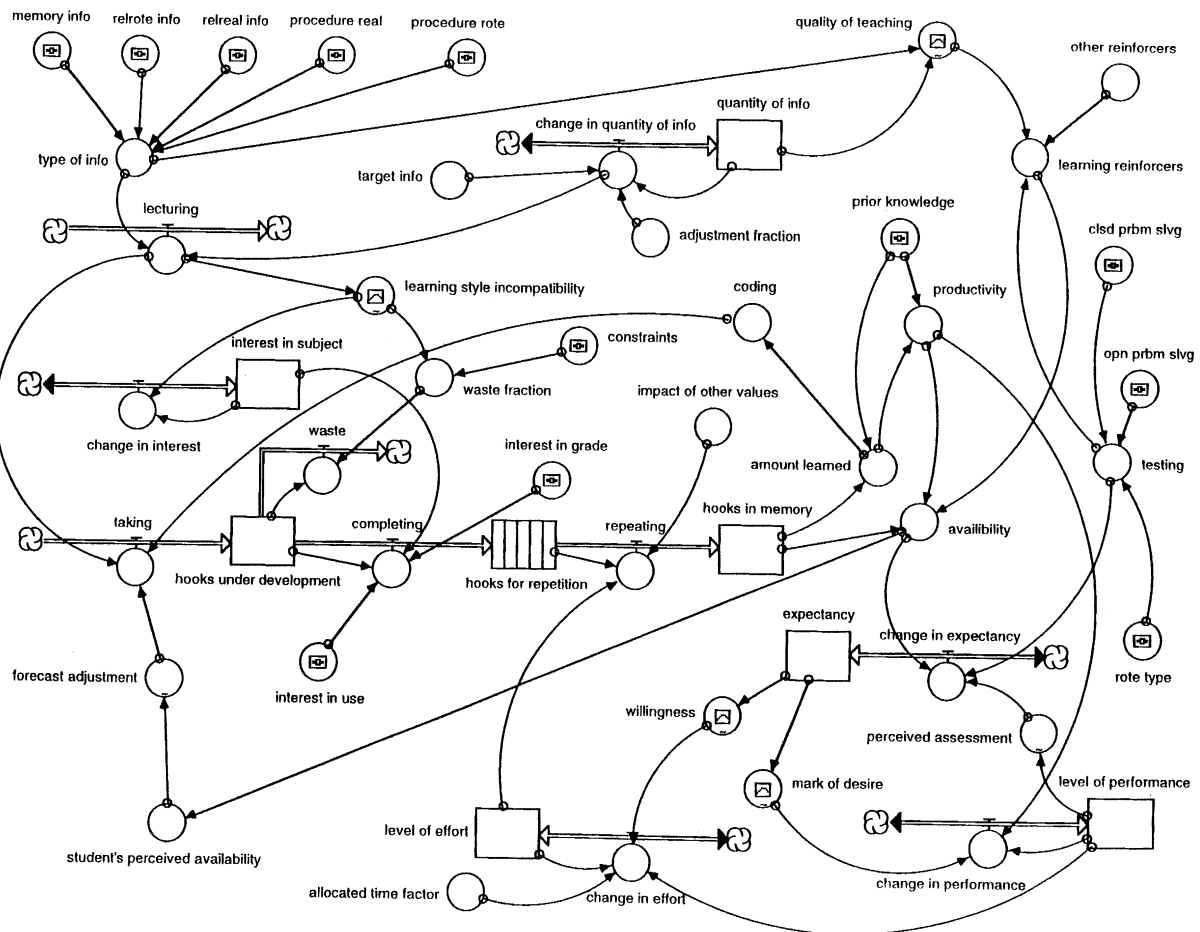 memory info
relrote info
relreal info
procedure real
procedure rote
quality of teaching
other reinforcers
quantity of info
change in quantity of info
type of info
target info
learning reinforcers
lecturing
prior knowledge
adjustment fraction
clsd prbm slvg
learning style incompatibility
coding
productivity
interest in subject
constraints
opn prbm slvg
waste fraction
impact of other values
change in interest
waste
interest in grade
amount learned
testing
taking
completing
repeating
hooks in memory
availibility
hooks under development
hooks for repetition
expectancy
change in expectancy
forecast adjustment
interest in use
rote type
willingness
perceived assessment
mark of desire
level of performance
level of effort
student's perceived availability
change in performance
allocated time factor
change in effort